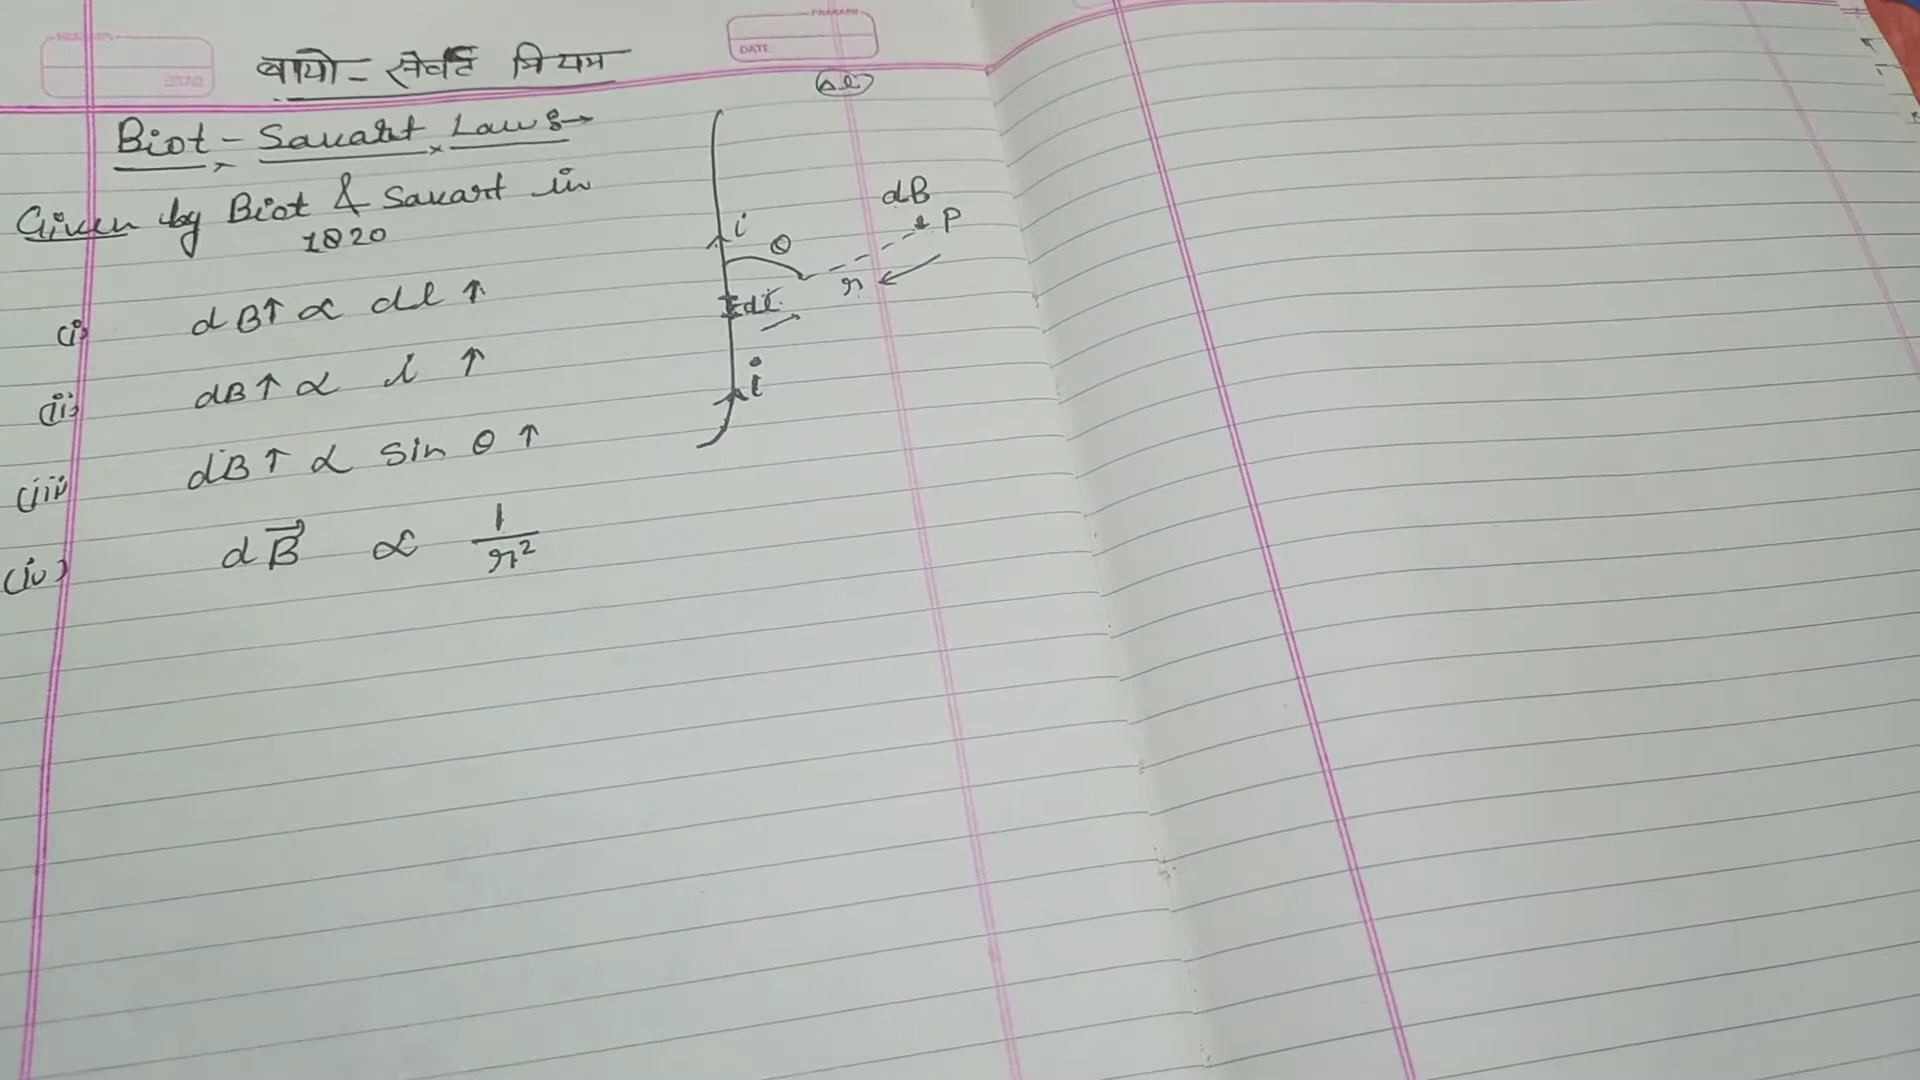 बायो - सेवर्ट नियम
DATE
Biot - Savart Law :→
Given by Biot & Savart in
1820
(i) dB↑ ∝ dl ↑
(ii) dB↑ ∝ i ↑
(iii) dB↑ ∝ sin θ ↑
(iv) dB⃗ ∝ 1/r²
Δl
dB
P
i
θ
r
dl
i